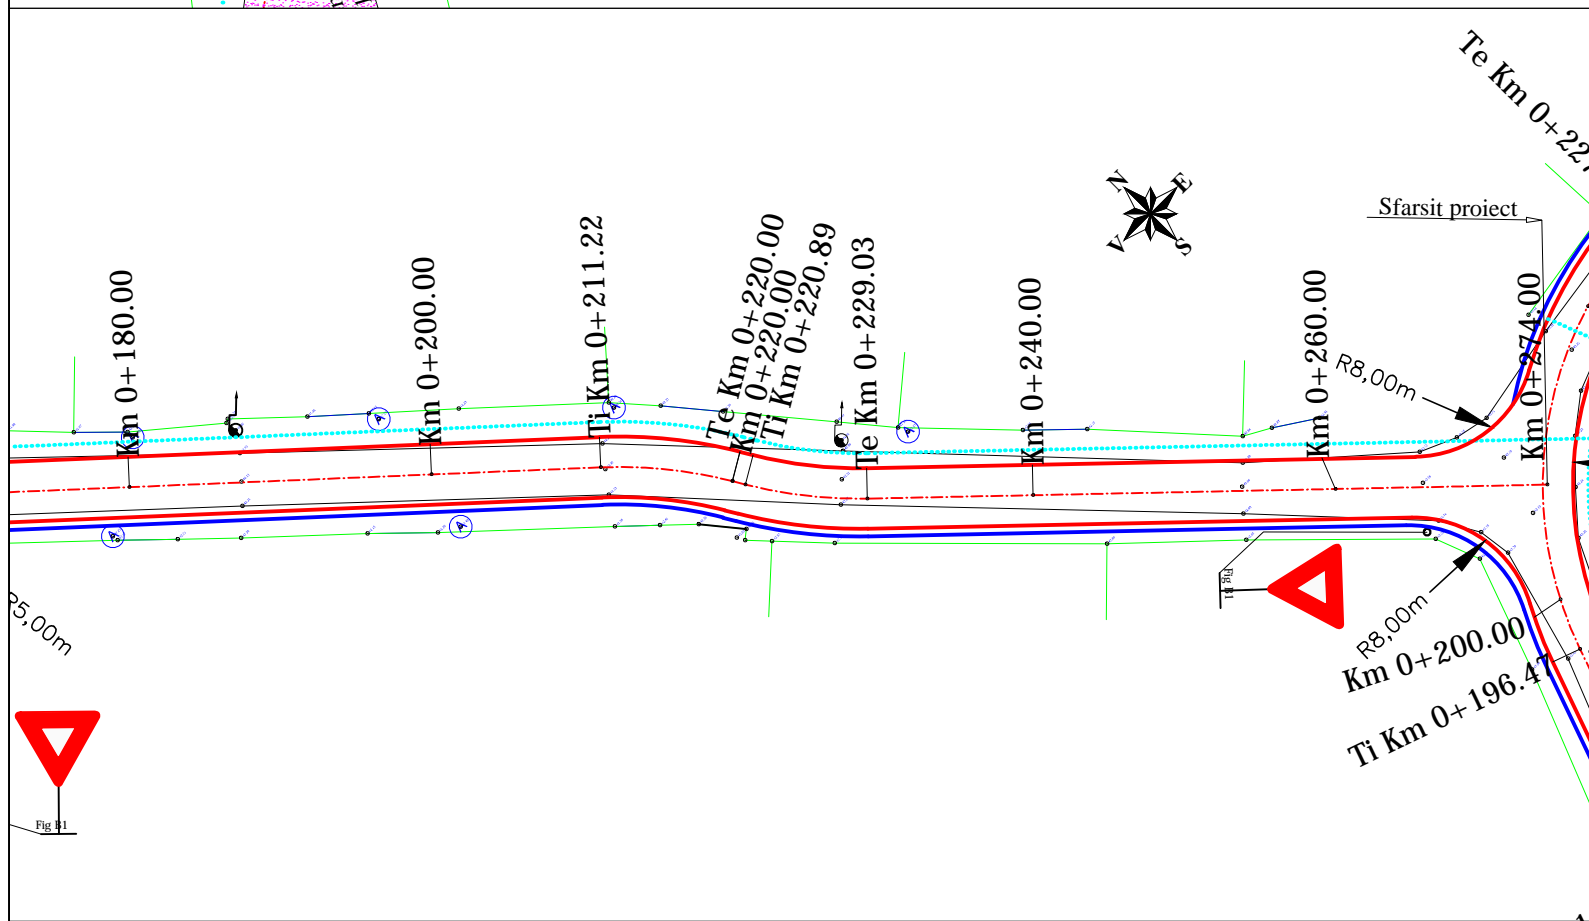 Te Km 0+227
N
E
V
S
Sfarsit proiect
Km 0+180.00
Km 0+200.00
Ti Km 0+211.22
Te Km 0+220.00
Km 0+220.00
Ti Km 0+220.89
Te Km 0+229.03
Km 0+240.00
Km 0+260.00
Km 0+274.00
R8,00m
A
A
A
A
A
A
Fig B1
R8,00m
Km 0+200.00
Ti Km 0+196.47
R5,00m
Fig B1